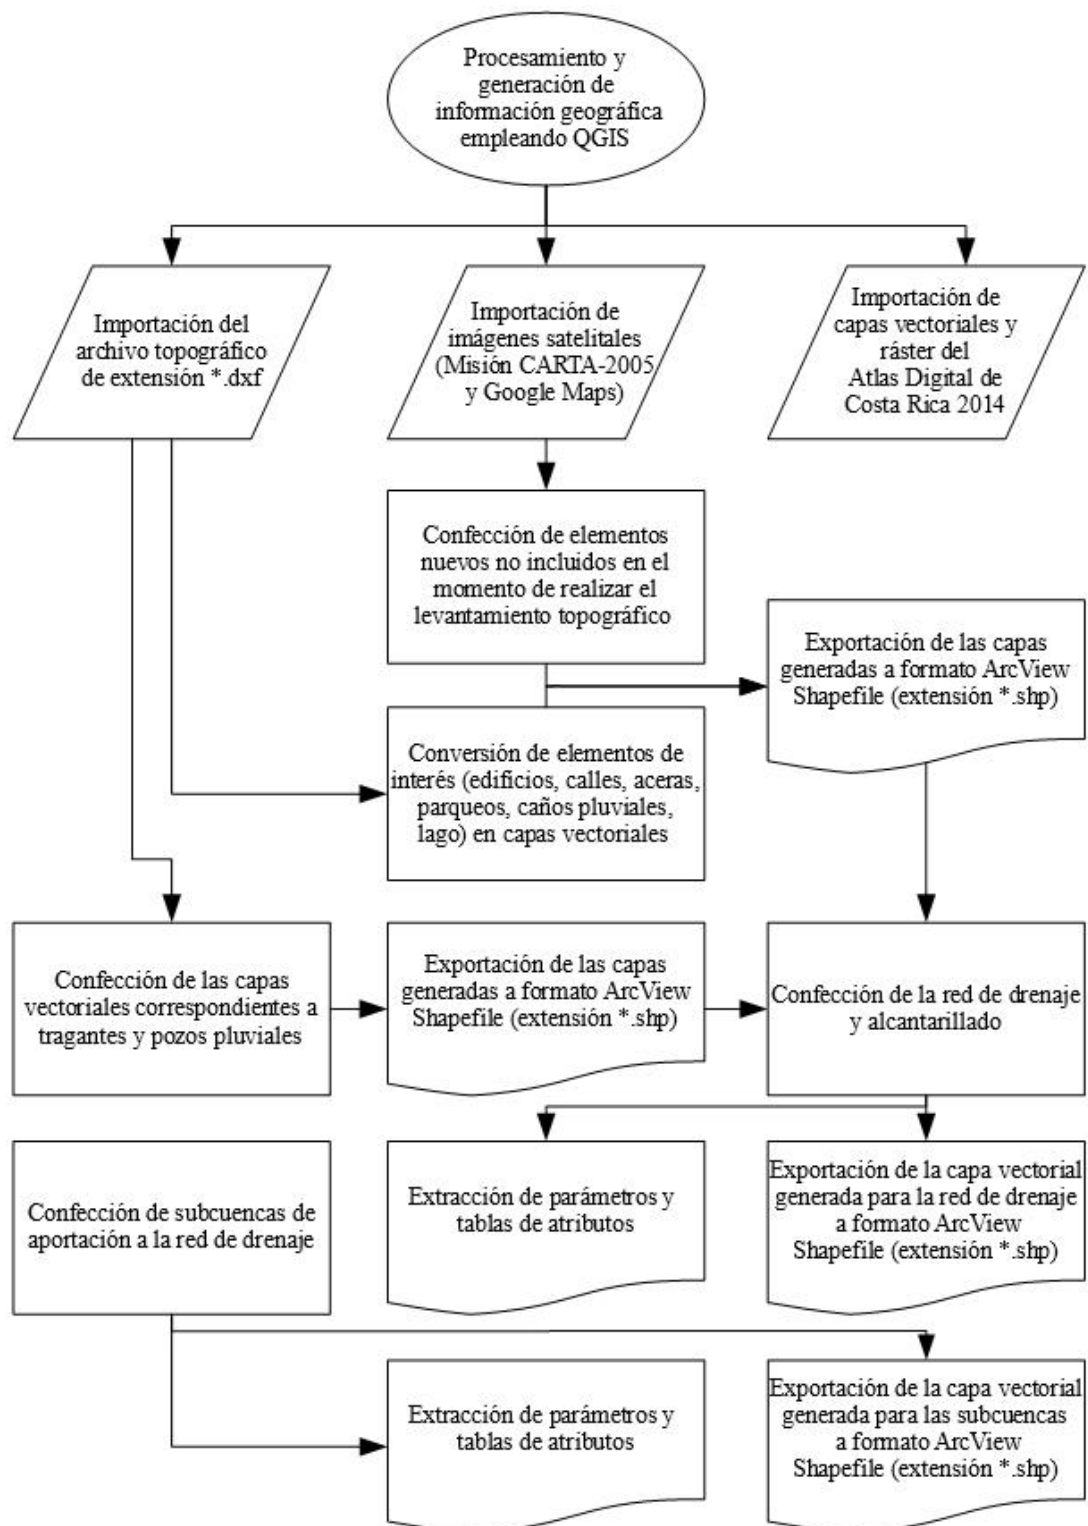 Procesamiento y
generación de
información geográfica
empleando QGIS
Importación del
archivo topográfico
de extensión *.dxf
Importación de
imágenes satelitales
(Misión CARTA-2005
y Google Maps)
Importación de
capas vectoriales y
ráster del
Atlas Digital de
Costa Rica 2014
Confección de elementos
nuevos no incluidos en el
momento de realizar el
levantamiento topográfico
Exportación de las capas
generadas a formato ArcView
Shapefile (extensión *.shp)
Conversión de elementos de
interés (edificios, calles, aceras,
parqueos, caños pluviales,
lago) en capas vectoriales
Confección de las capas
vectoriales correspondientes a
tragantes y pozos pluviales
Exportación de las capas
generadas a formato ArcView
Shapefile (extensión *.shp)
Confección de la red de drenaje
y alcantarillado
Confección de subcuencas de
aportación a la red de drenaje
Extracción de parámetros y
tablas de atributos
Exportación de la capa vectorial
generada para la red de drenaje
a formato ArcView
Shapefile (extensión *.shp)
Extracción de parámetros y
tablas de atributos
Exportación de la capa vectorial
generada para las subcuencas
a formato ArcView
Shapefile (extensión *.shp)